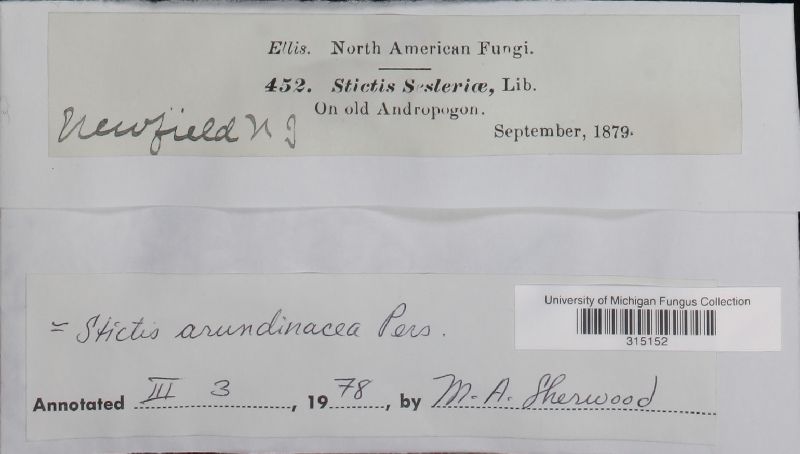 Ellis. North American Fungi.
452. Stictis Sesleriæ, Lib.
On old Andropogon.
Newfield N J
September, 1879.
University of Michigan Fungus Collection
315152
= Stictis arundinacea Pers.
Annotated III 3, 1978, by M. A. Sherwood